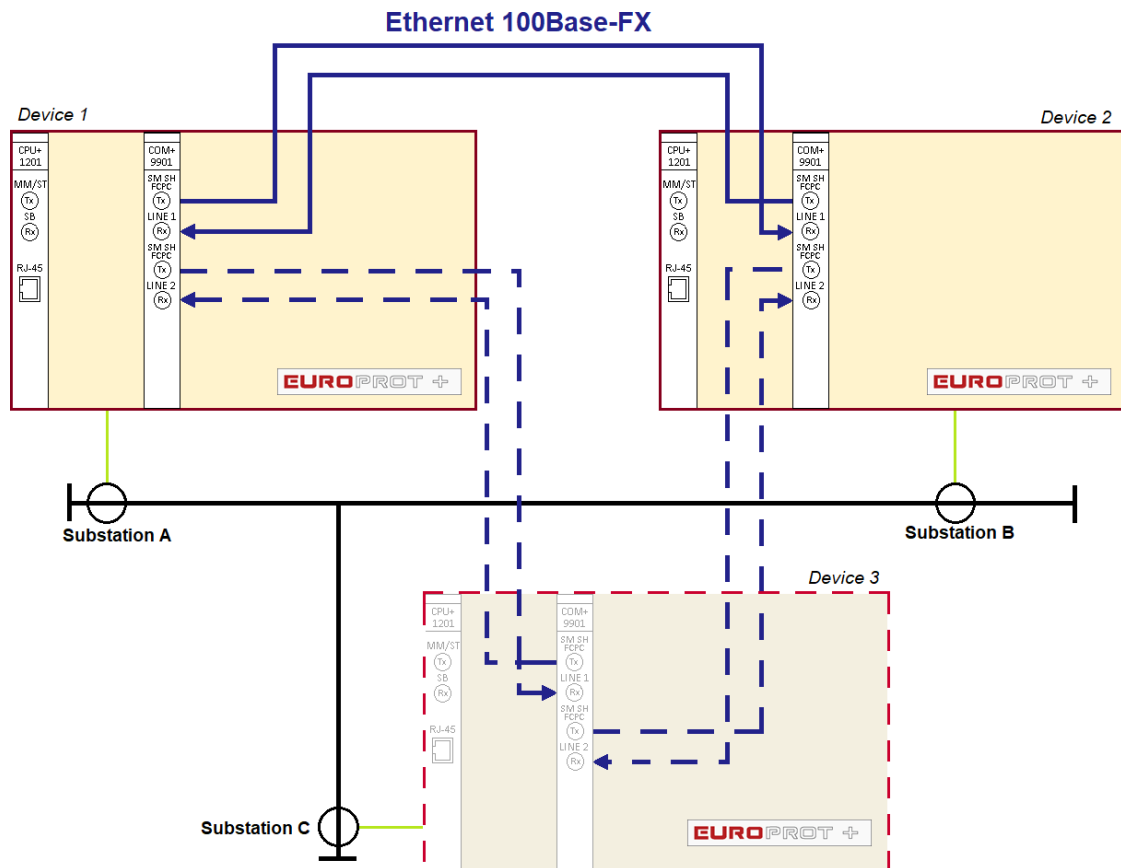 Ethernet 100Base-FX
Device 1
CPU+
1201
MM/ST
Tx
SB
Rx
RJ-45
COM+
9901
SM SH
FCPC
Tx
LINE 1
Rx
SM SH
FCPC
Tx
LINE 2
Rx
EUROPROT +
Device 2
CPU+
1201
MM/ST
Tx
SB
Rx
RJ-45
COM+
9901
SM SH
FCPC
Tx
LINE 1
Rx
SM SH
FCPC
Tx
LINE 2
Rx
EUROPROT +
Substation A
Substation B
Device 3
CPU+
1201
MM/ST
Tx
SB
Rx
RJ-45
COM+
9901
SM SH
FCPC
Tx
LINE 1
Rx
SM SH
FCPC
Tx
LINE 2
Rx
EUROPROT +
Substation C